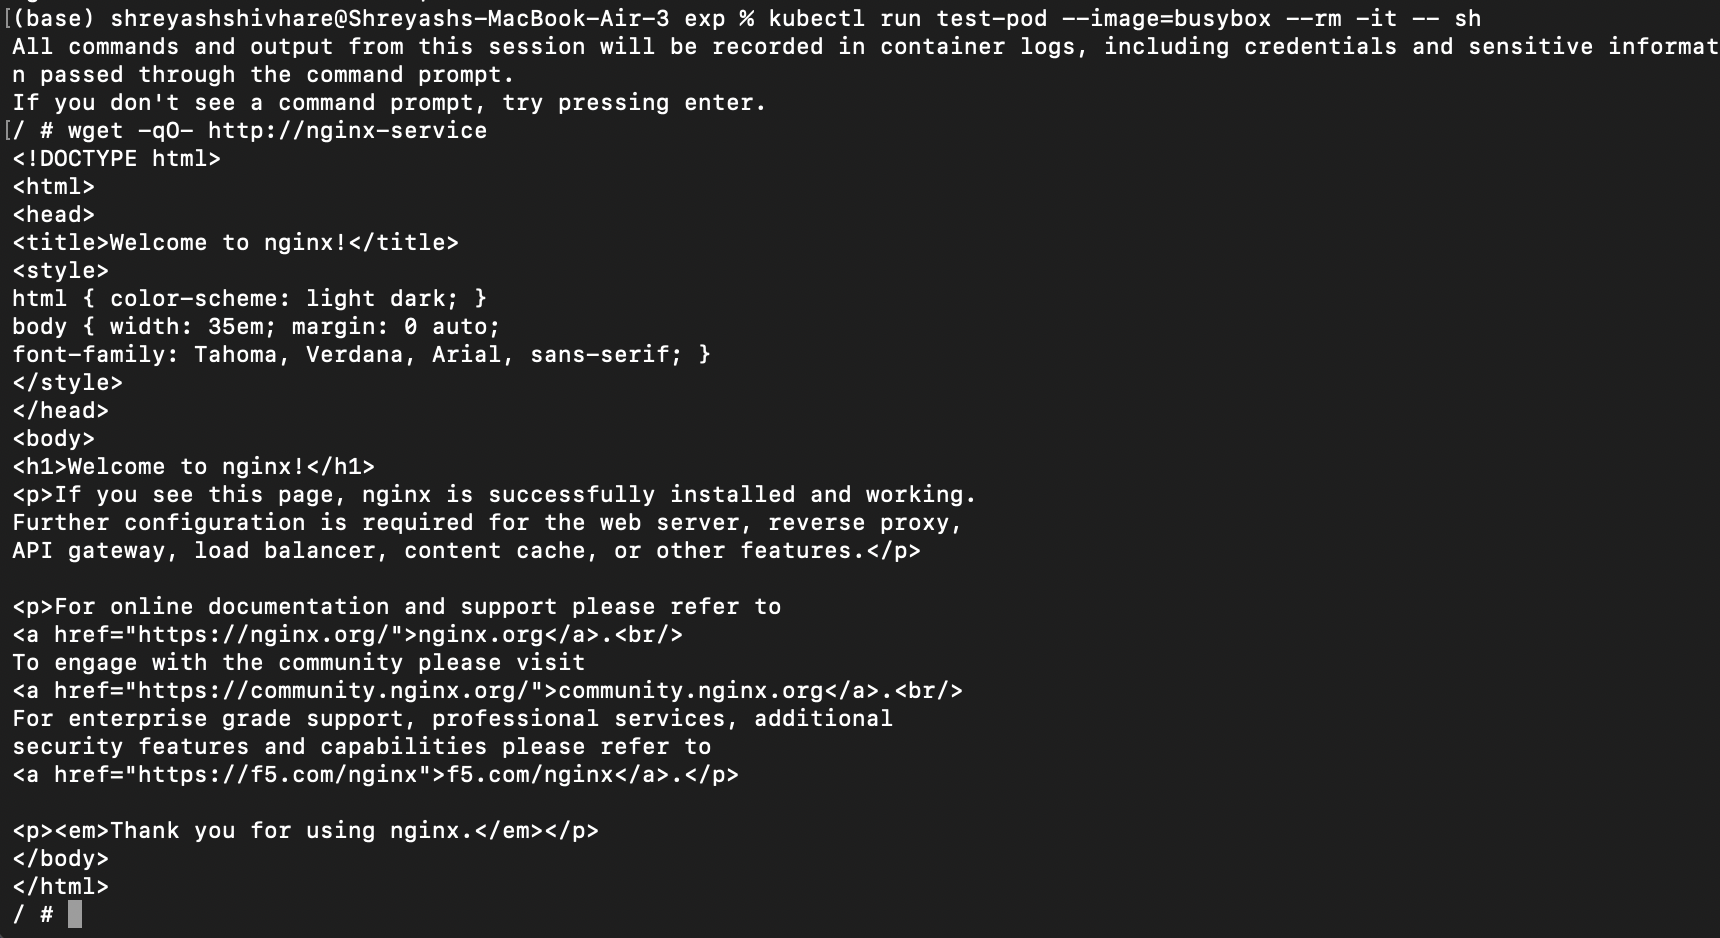 [(base) shreyashshivhare@Shreyashs-MacBook-Air-3 exp % kubectl run test-pod --image=busybox --rm -it -- sh
All commands and output from this session will be recorded in container logs, including credentials and sensitive informat
n passed through the command prompt.
If you don't see a command prompt, try pressing enter.
[/ # wget -qO- http://nginx-service
<!DOCTYPE html>
<html>
<head>
<title>Welcome to nginx!</title>
<style>
html { color-scheme: light dark; }
body { width: 35em; margin: 0 auto;
font-family: Tahoma, Verdana, Arial, sans-serif; }
</style>
</head>
<body>
<h1>Welcome to nginx!</h1>
<p>If you see this page, nginx is successfully installed and working.
Further configuration is required for the web server, reverse proxy,
API gateway, load balancer, content cache, or other features.</p>

<p>For online documentation and support please refer to
<a href="https://nginx.org/">nginx.org</a>.<br/>
To engage with the community please visit
<a href="https://community.nginx.org/">community.nginx.org</a>.<br/>
For enterprise grade support, professional services, additional
security features and capabilities please refer to
<a href="https://f5.com/nginx">f5.com/nginx</a>.</p>

<p><em>Thank you for using nginx.</em></p>
</body>
</html>
/ #